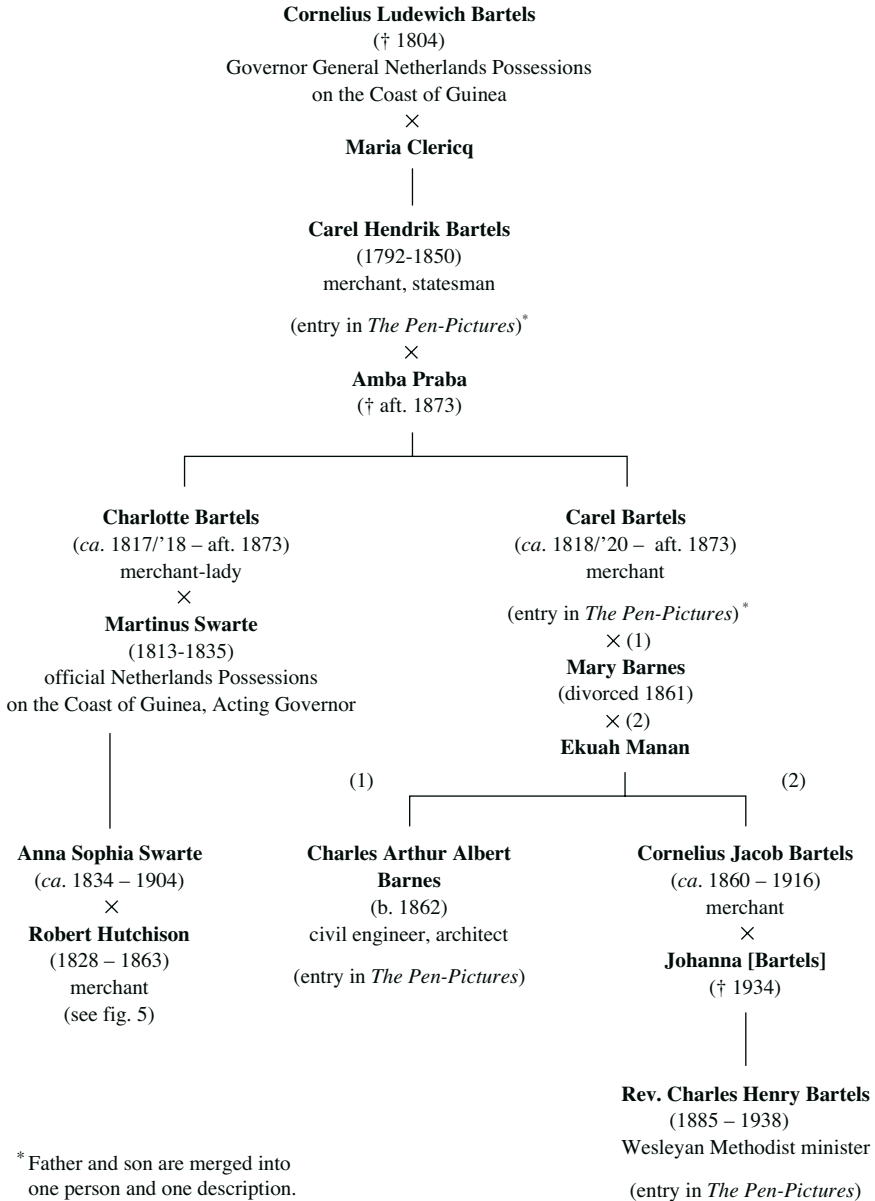 Cornelius Ludewich Bartels
(† 1804)
Governor General Netherlands Possessions
on the Coast of Guinea
×
Maria Clericq
Carel Hendrik Bartels
(1792-1850)
merchant, statesman
(entry in The Pen-Pictures)*
×
Amba Praba
(† aft. 1873)
Charlotte Bartels
(ca. 1817/'18 – aft. 1873)
merchant-lady
×
Martinus Swarte
(1813-1835)
official Netherlands Possessions
on the Coast of Guinea, Acting Governor
Carel Bartels
(ca. 1818/'20 – aft. 1873)
merchant
(entry in The Pen-Pictures) *
× (1)
Mary Barnes
(divorced 1861)
× (2)
Ekuah Manan
(1)
(2)
Anna Sophia Swarte
(ca. 1834 – 1904)
×
Robert Hutchison
(1828 – 1863)
merchant
(see fig. 5)
Charles Arthur Albert
Barnes
(b. 1862)
civil engineer, architect
(entry in The Pen-Pictures)
Cornelius Jacob Bartels
(ca. 1860 – 1916)
merchant
×
Johanna [Bartels]
(† 1934)
Rev. Charles Henry Bartels
(1885 – 1938)
Wesleyan Methodist minister
(entry in The Pen-Pictures)
* Father and son are merged into
one person and one description.